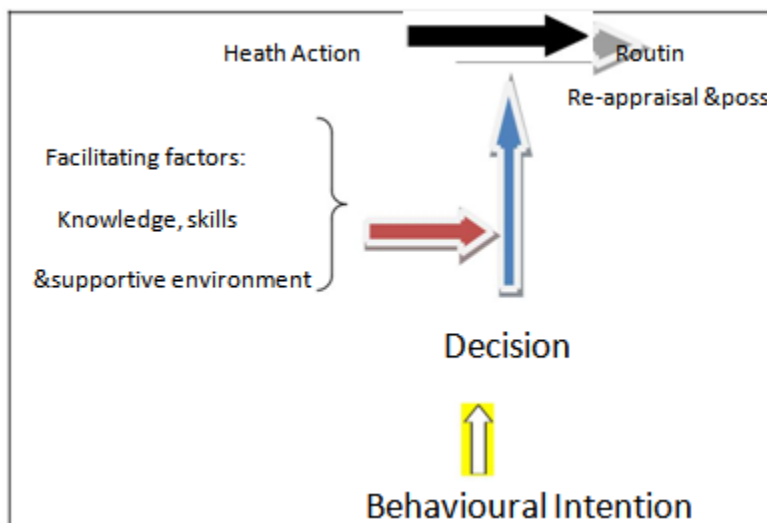 Heath Action
Routin
Re-appraisal &poss
Facilitating factors:
Knowledge, skills
&supportive environment
Decision
Behavioural Intention